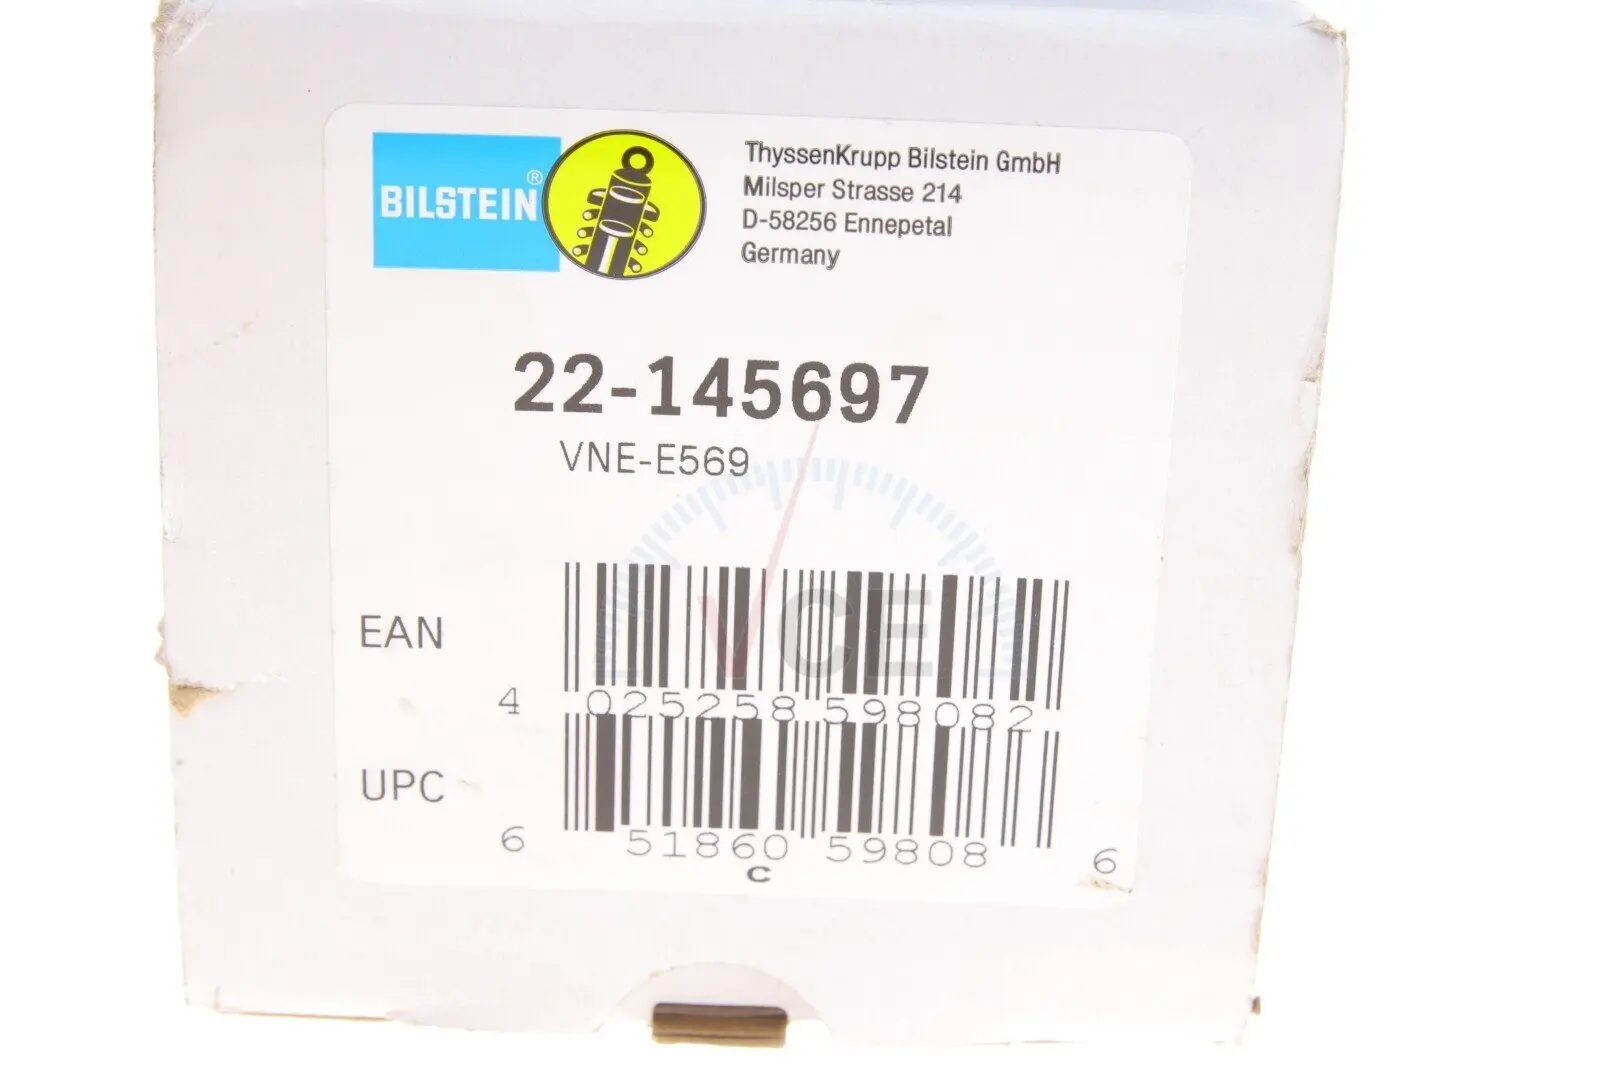 BILSTEIN®
ThyssenKrupp Bilstein GmbH
Milsper Strasse 214
D-58256 Ennepetal
Germany
22-145697
VNE-E569
VCE
EAN
4 025258 598082
UPC
6 51860 59808 6
C